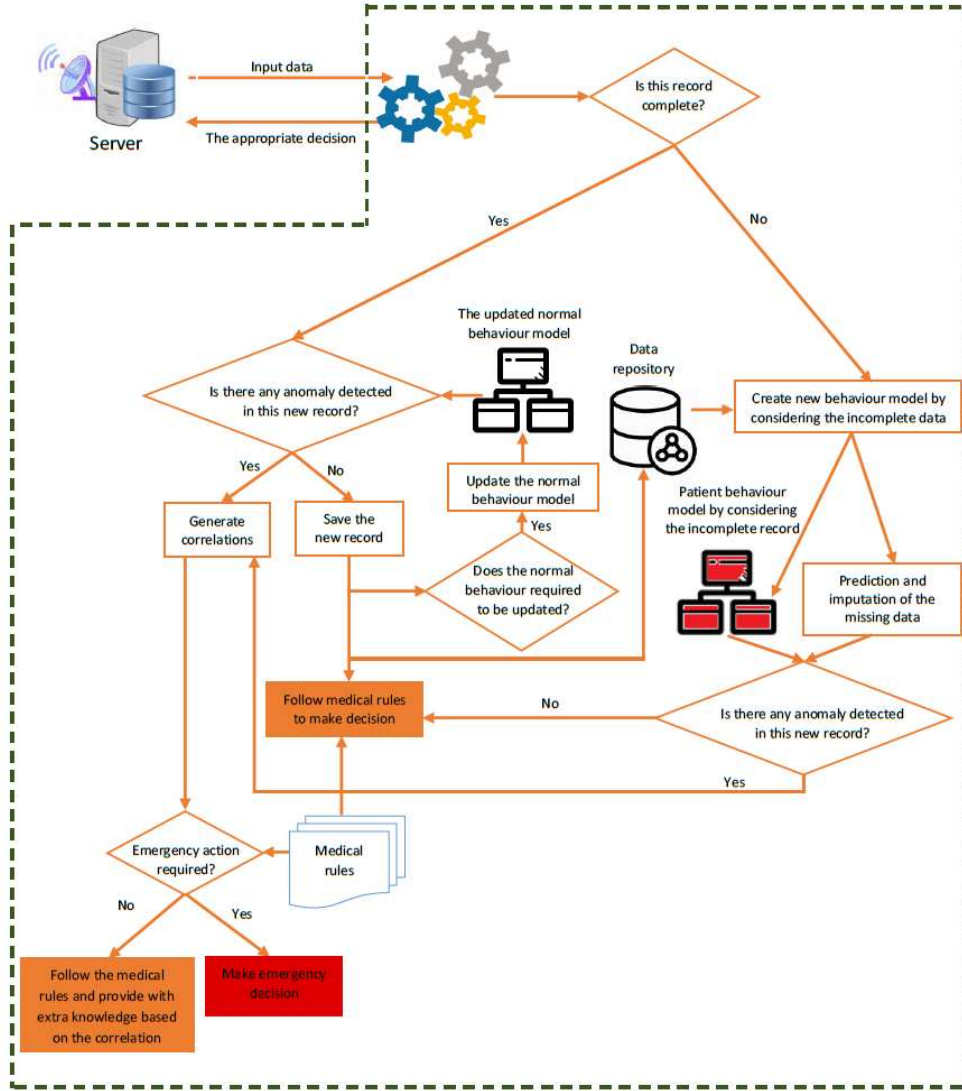 Input data
Is this record
complete?
The appropriate decision
Server
Yes
No
The updated normal
behaviour model
Data
repository
Is there any anomaly detected
in this new record?
Create new behaviour model by
considering the incomplete data
Yes
No
Update the normal
behaviour model
Patient behaviour
model by considering
the incomplete record
Generate
correlations
Save the
new record
Yes
Does the normal
behaviour required
to be updated?
Prediction and
imputation of the
missing data
Follow medical rules
to make decision
No
Is there any anomaly detected
in this new record?
Yes
Emergency action
required?
Medical
rules
No
Yes
Follow the medical
rules and provide with
extra knowledge based
on the correlation
Make emergency
decision